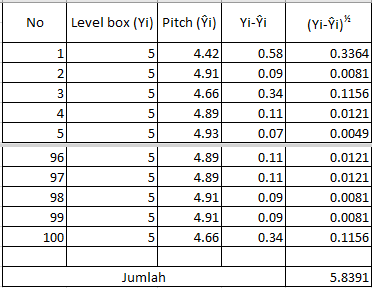 No Level box (Yi) Pitch (Ŷi) Yi-Ŷi (Yi-Ŷi)½
1 5 4.42 0.58 0.3364
2 5 4.91 0.09 0.0081
3 5 4.66 0.34 0.1156
4 5 4.89 0.11 0.0121
5 5 4.93 0.07 0.0049
96 5 4.89 0.11 0.0121
97 5 4.89 0.11 0.0121
98 5 4.91 0.09 0.0081
99 5 4.91 0.09 0.0081
100 5 4.66 0.34 0.1156
Jumlah 5.8391